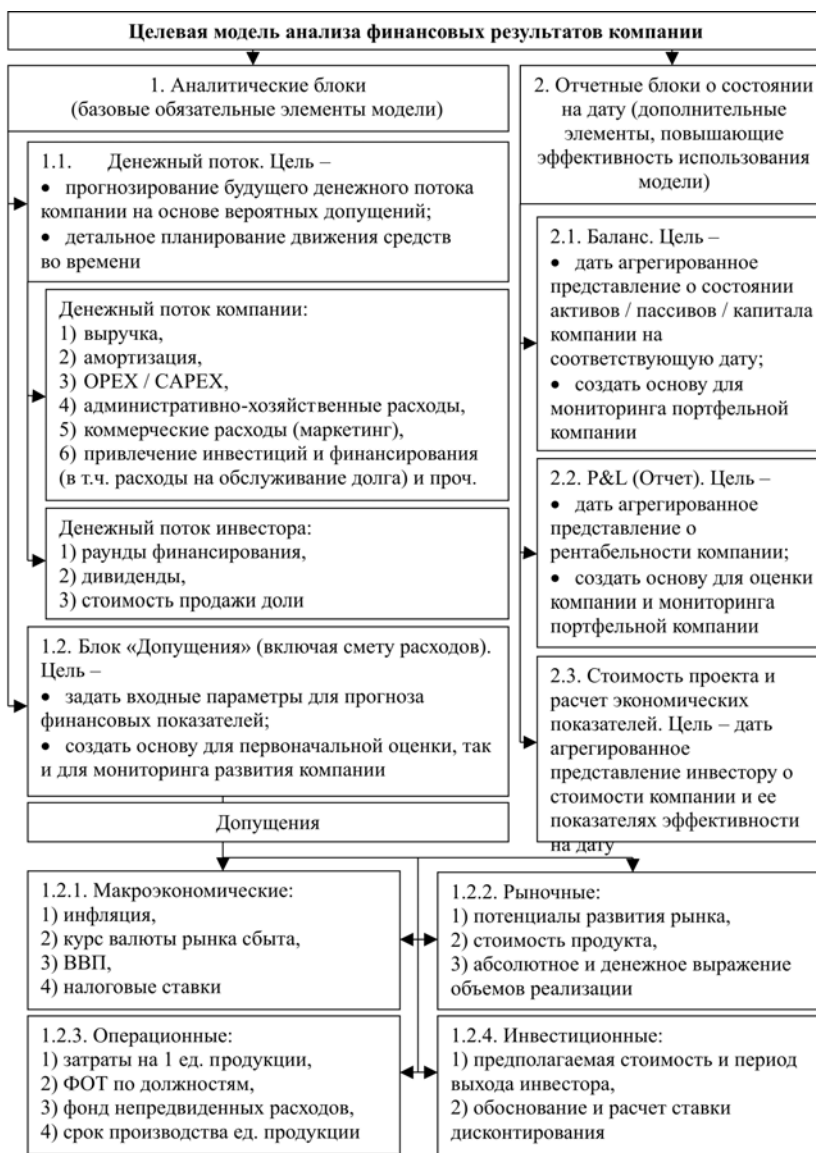 Целевая модель анализа финансовых результатов компании
1. Аналитические блоки
(базовые обязательные элементы модели)
1.1. Денежный поток. Цель –
• прогнозирование будущего денежного потока
компании на основе вероятных допущений;
• детальное планирование движения средств
во времени
Денежный поток компании:
1) выручка,
2) амортизация,
3) OPEX / CAPEX,
4) административно-хозяйственные расходы,
5) коммерческие расходы (маркетинг),
6) привлечение инвестиций и финансирования
(в т.ч. расходы на обслуживание долга) и проч.
Денежный поток инвестора:
1) раунды финансирования,
2) дивиденды,
3) стоимость продажи доли
1.2. Блок «Допущения» (включая смету расходов).
Цель –
• задать входные параметры для прогноза
финансовых показателей;
• создать основу для первоначальной оценки, так
и для мониторинга развития компании
Допущения
2. Отчетные блоки о состоянии
на дату (дополнительные
элементы, повышающие
эффективность использования
модели)
2.1. Баланс. Цель –
• дать агрегированное
представление о состоянии
активов / пассивов / капитала
компании на
соответствующую дату;
• создать основу для
мониторинга портфельной
компании
2.2. P&L (Отчет). Цель –
• дать агрегированное
представление о
рентабельности компании;
• создать основу для оценки
компании и мониторинга
портфельной компании
2.3. Стоимость проекта и
расчет экономических
показателей. Цель – дать
агрегированное
представление инвестору о
стоимости компании и ее
показателях эффективности
на дату
1.2.1. Макроэкономические:
1) инфляция,
2) курс валюты рынка сбыта,
3) ВВП,
4) налоговые ставки
1.2.2. Рыночные:
1) потенциалы развития рынка,
2) стоимость продукта,
3) абсолютное и денежное выражение
объемов реализации
1.2.3. Операционные:
1) затраты на 1 ед. продукции,
2) ФОТ по должностям,
3) фонд непредвиденных расходов,
4) срок производства ед. продукции
1.2.4. Инвестиционные:
1) предполагаемая стоимость и период
выхода инвестора,
2) обоснование и расчет ставки
дисконтирования